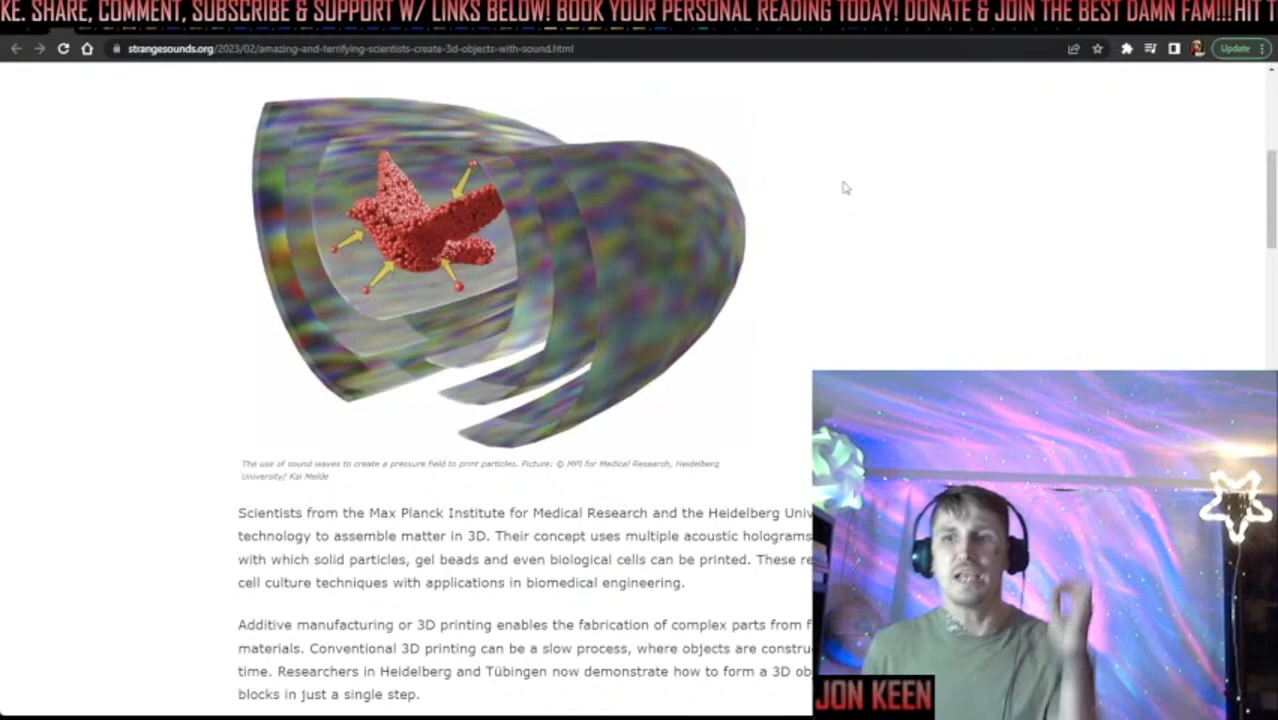 KE. SHARE, COMMENT, SUBSCRIBE & SUPPORT W/ LINKS BELOW! BOOK YOUR PERSONAL READING TODAY! DONATE & JOIN THE BEST DAMN FAM!!! HIT T
strangesounds.org/2023/02/amazing-and-terrifying-scientists-create-3d-objects-with-sound.html
Update
The use of sound waves to create a pressure field to print particles. Picture: © MPI for Medical Research, Heidelberg
University/ Kai Melde
Scientists from the Max Planck Institute for Medical Research and the Heidelberg Univ
technology to assemble matter in 3D. Their concept uses multiple acoustic holograms
with which solid particles, gel beads and even biological cells can be printed. These re
cell culture techniques with applications in biomedical engineering.
Additive manufacturing or 3D printing enables the fabrication of complex parts from f
materials. Conventional 3D printing can be a slow process, where objects are constru
time. Researchers in Heidelberg and Tübingen now demonstrate how to form a 3D ob
blocks in just a single step.
JON KEEN